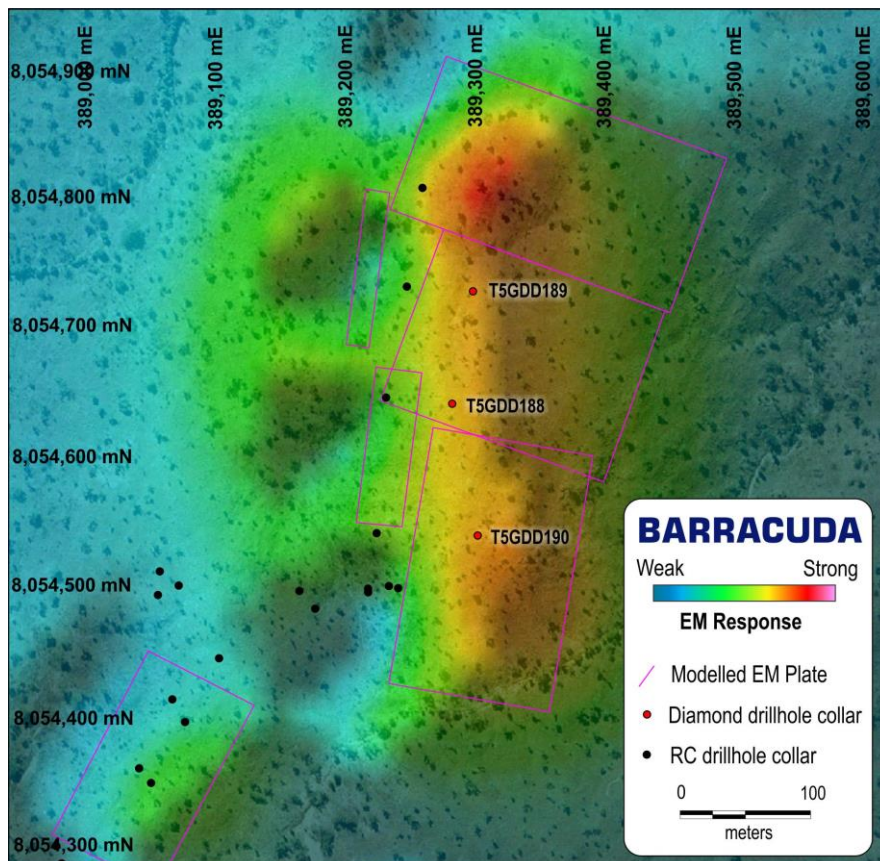 389,000 mE
389,100 mE
389,200 mE
389,300 mE
389,400 mE
389,500 mE
389,600 mE
8,054,900 mN
8,054,800 mN
8,054,700 mN
8,054,600 mN
8,054,500 mN
8,054,400 mN
8,054,300 mN
T5GDD189
T5GDD188
T5GDD190
BARRACUDA
Weak Strong
EM Response
Modelled EM Plate
Diamond drillhole collar
RC drillhole collar
0 100
meters